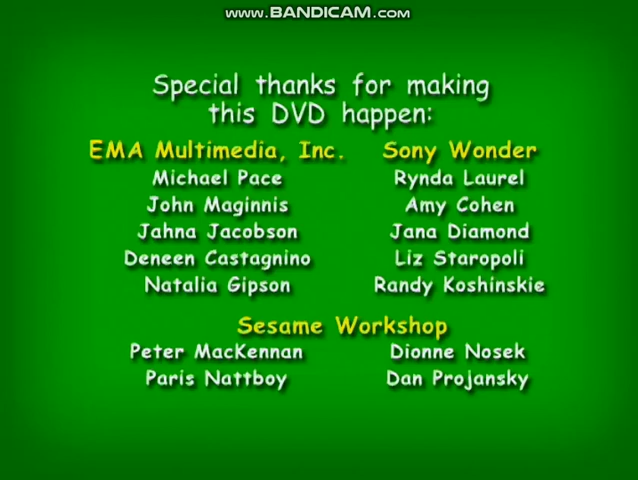 www.BANDICAM.com
Special thanks for making
this DVD happen:
EMA Multimedia, Inc.
Michael Pace
John Maginnis
Jahna Jacobson
Deneen Castagnino
Natalia Gipson
Sony Wonder
Rynda Laurel
Amy Cohen
Jana Diamond
Liz Staropoli
Randy Koshinskie
Sesame Workshop
Peter MacKennan
Paris Nattboy
Dionne Nosek
Dan Projansky